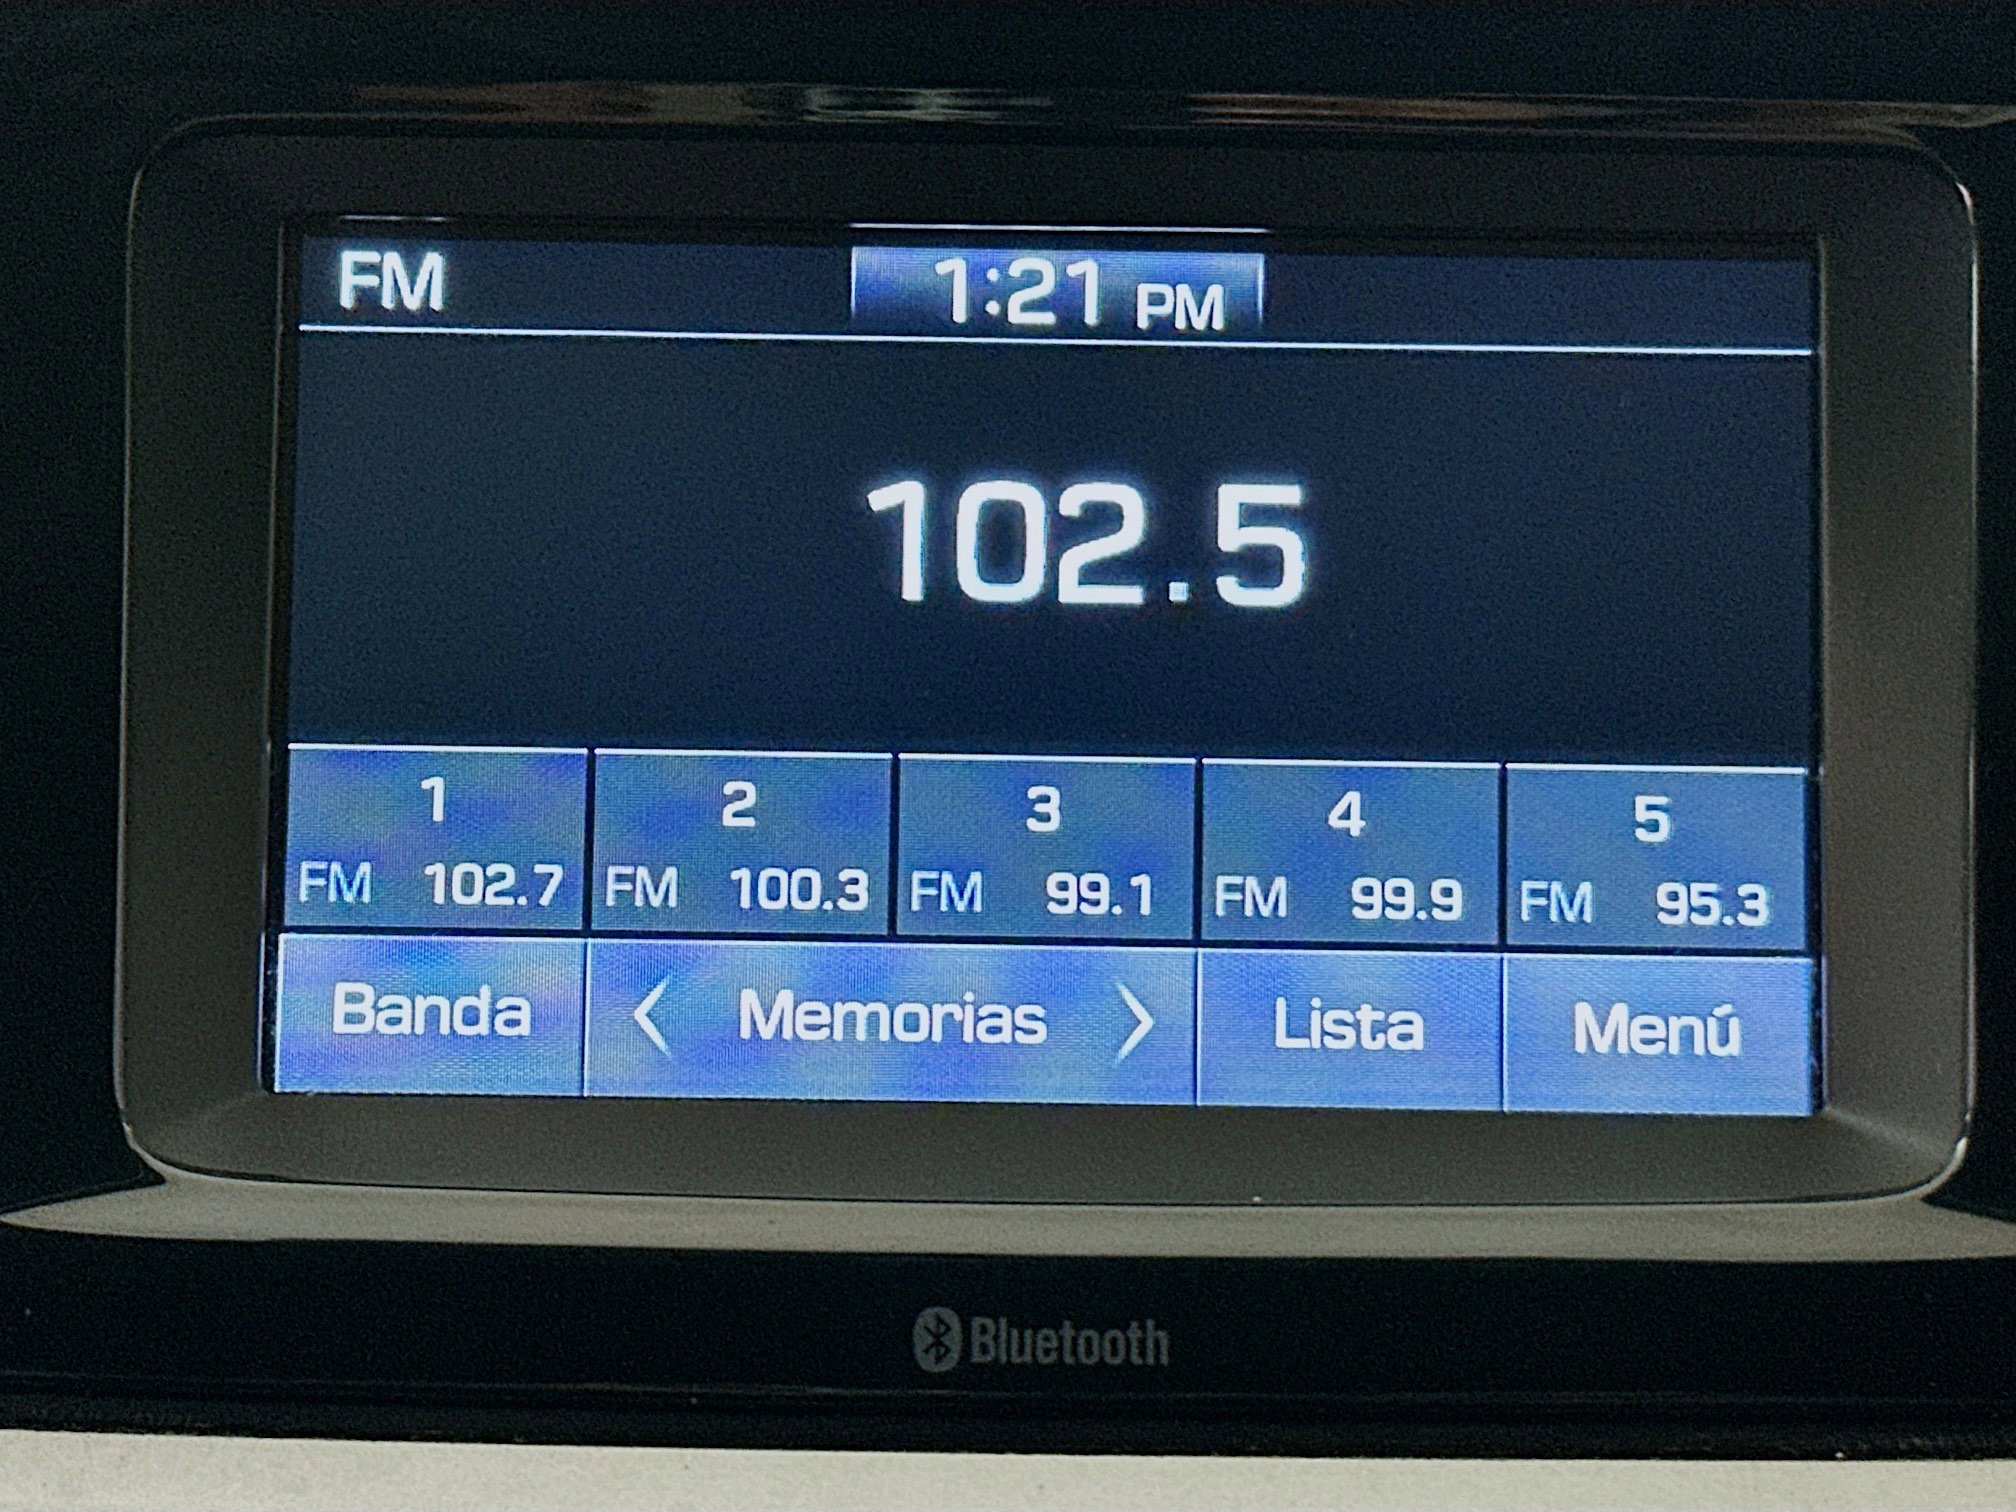 FM 1:21 PM
102.5
1 2 3 4 5
FM 102.7 FM 100.3 FM 99.1 FM 99.9 FM 95.3
Banda < Memorias > Lista Menú
Bluetooth